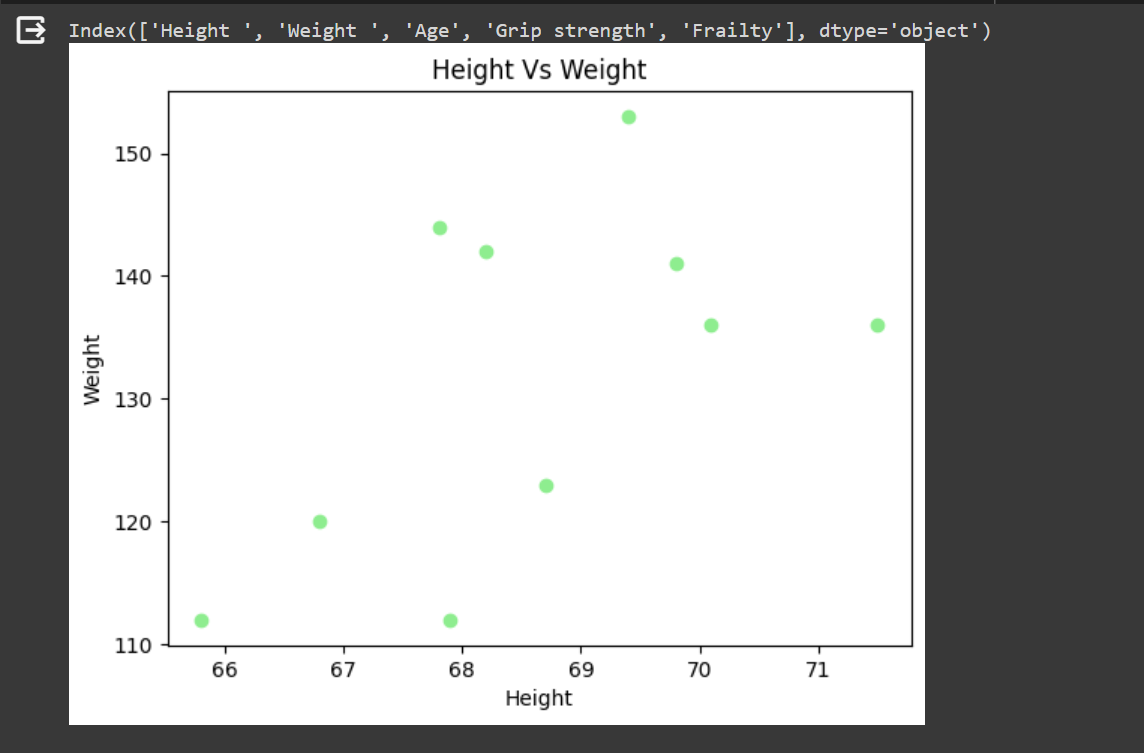 Index(['Height ', 'Weight ', 'Age', 'Grip strength', 'Frailty'], dtype='object')
Height Vs Weight
150
140
130
120
110
Weight
66 67 68 69 70 71
Height